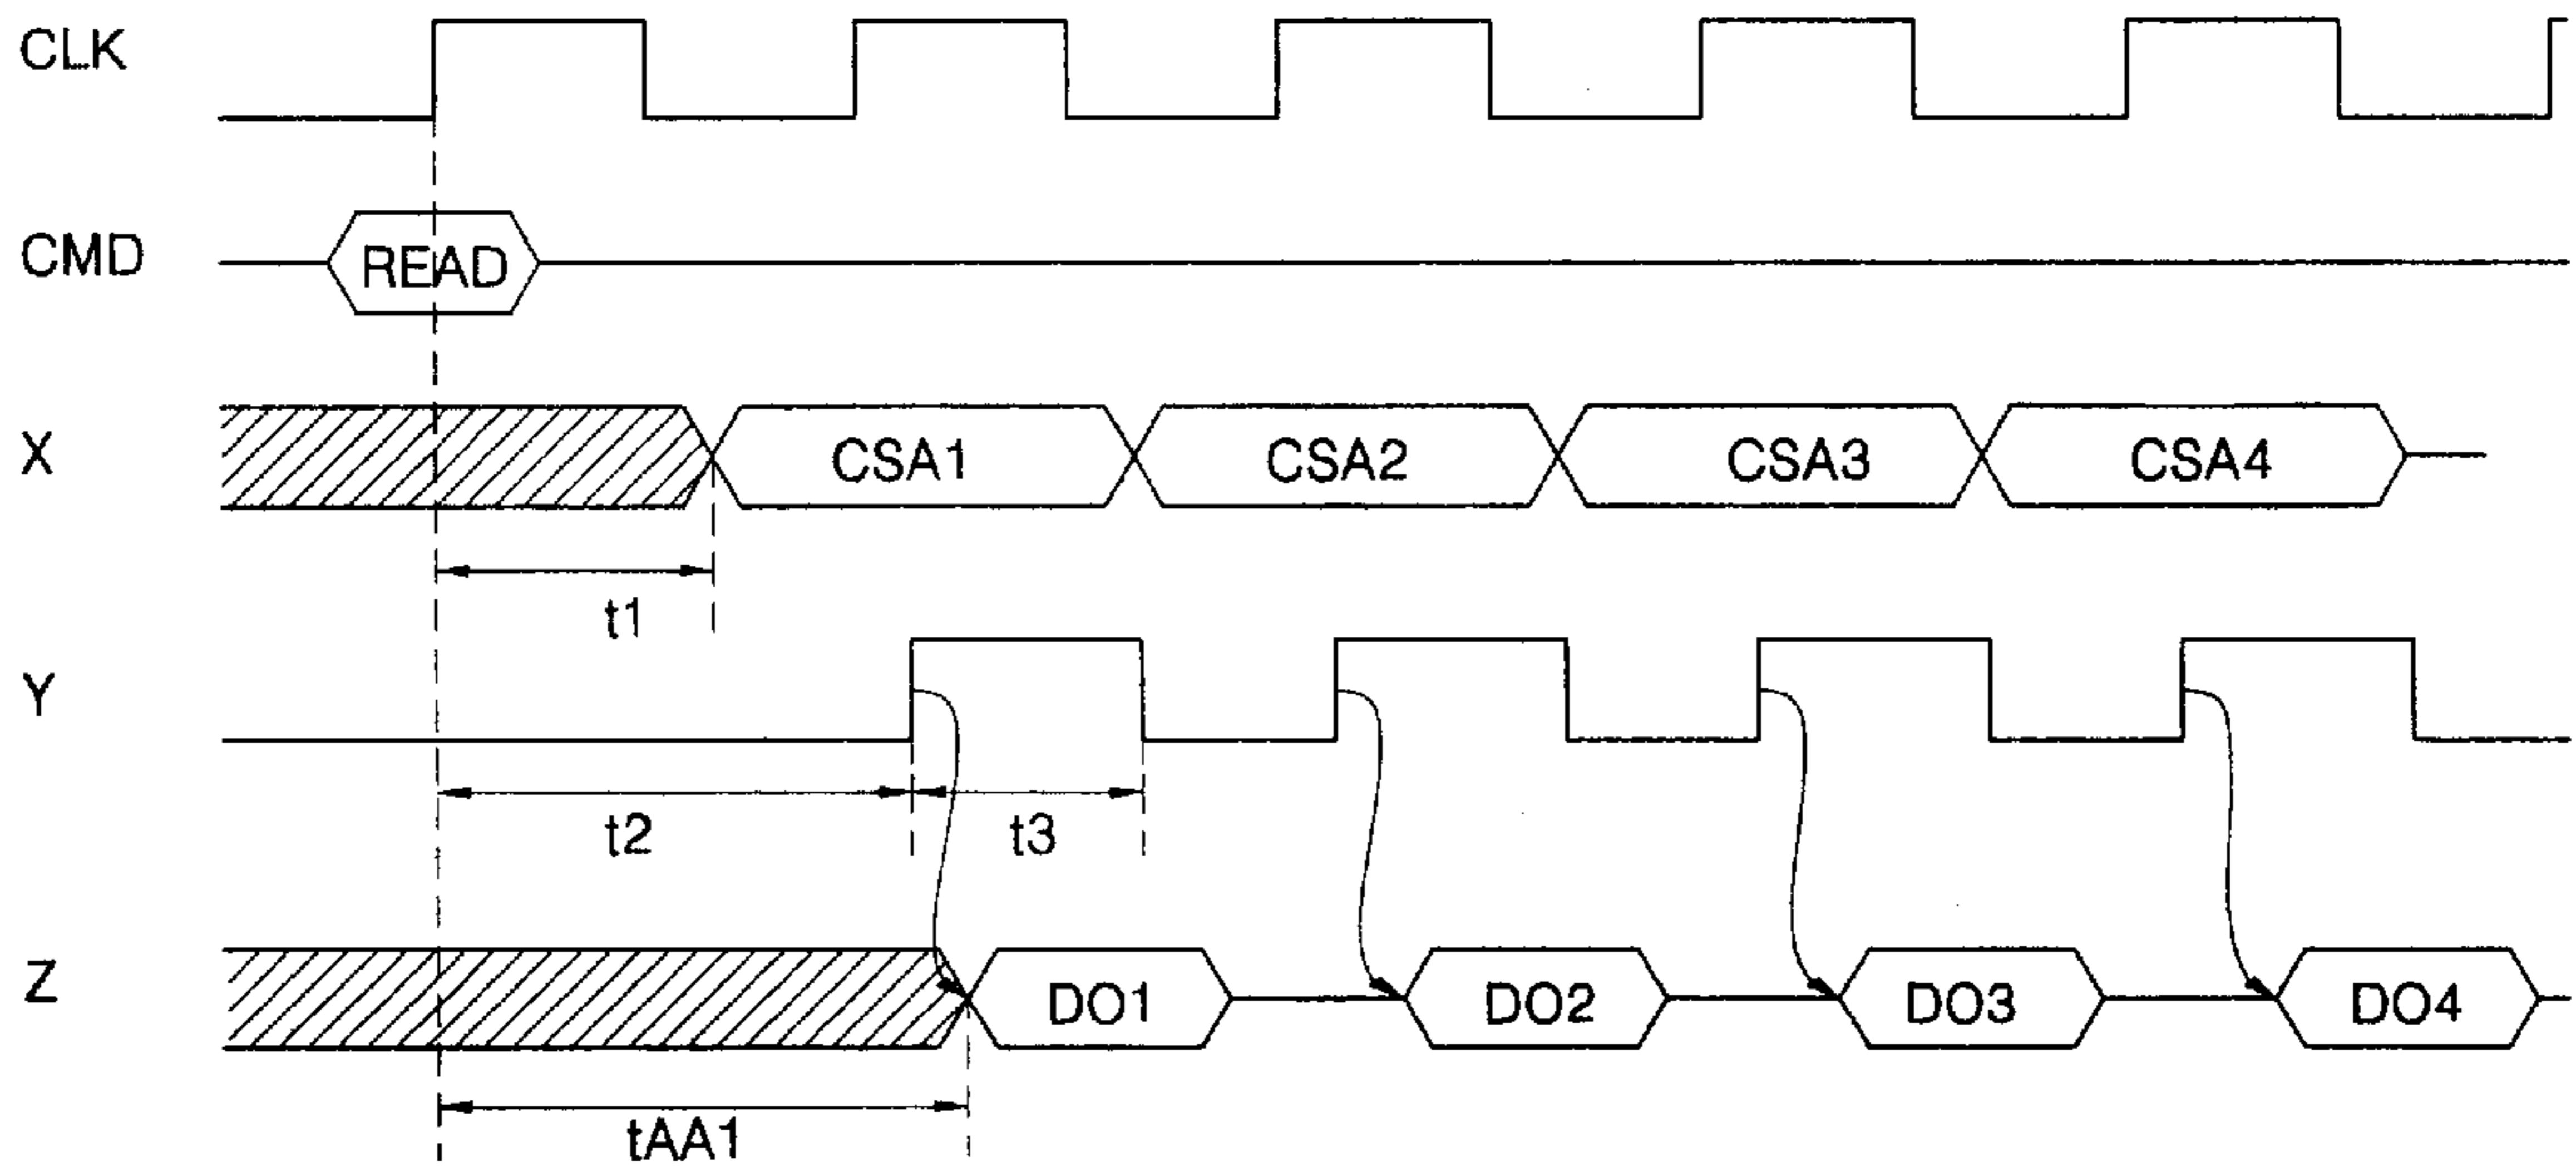 CLK
CMD READ
X CSA1 CSA2 CSA3 CSA4
t1
Y
t2 t3
Z DO1 DO2 DO3 DO4
tAA1